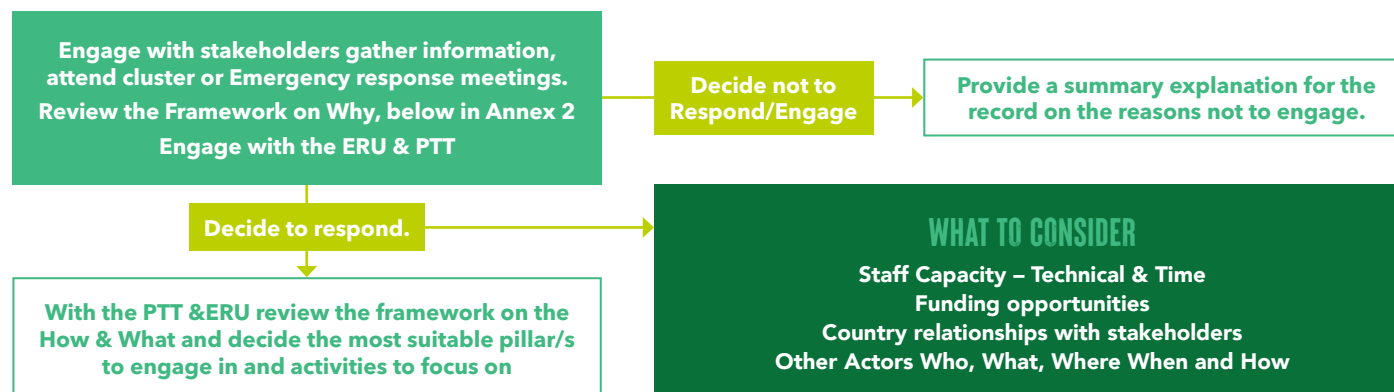 Engage with stakeholders gather information,
attend cluster or Emergency response meetings.
Review the Framework on Why, below in Annex 2
Engage with the ERU & PTT
Decide not to
Respond/Engage
Provide a summary explanation for the
record on the reasons not to engage.
Decide to respond.
With the PTT &ERU review the framework on the
How & What and decide the most suitable pillar/s
to engage in and activities to focus on
WHAT TO CONSIDER
Staff Capacity – Technical & Time
Funding opportunities
Country relationships with stakeholders
Other Actors Who, What, Where When and How